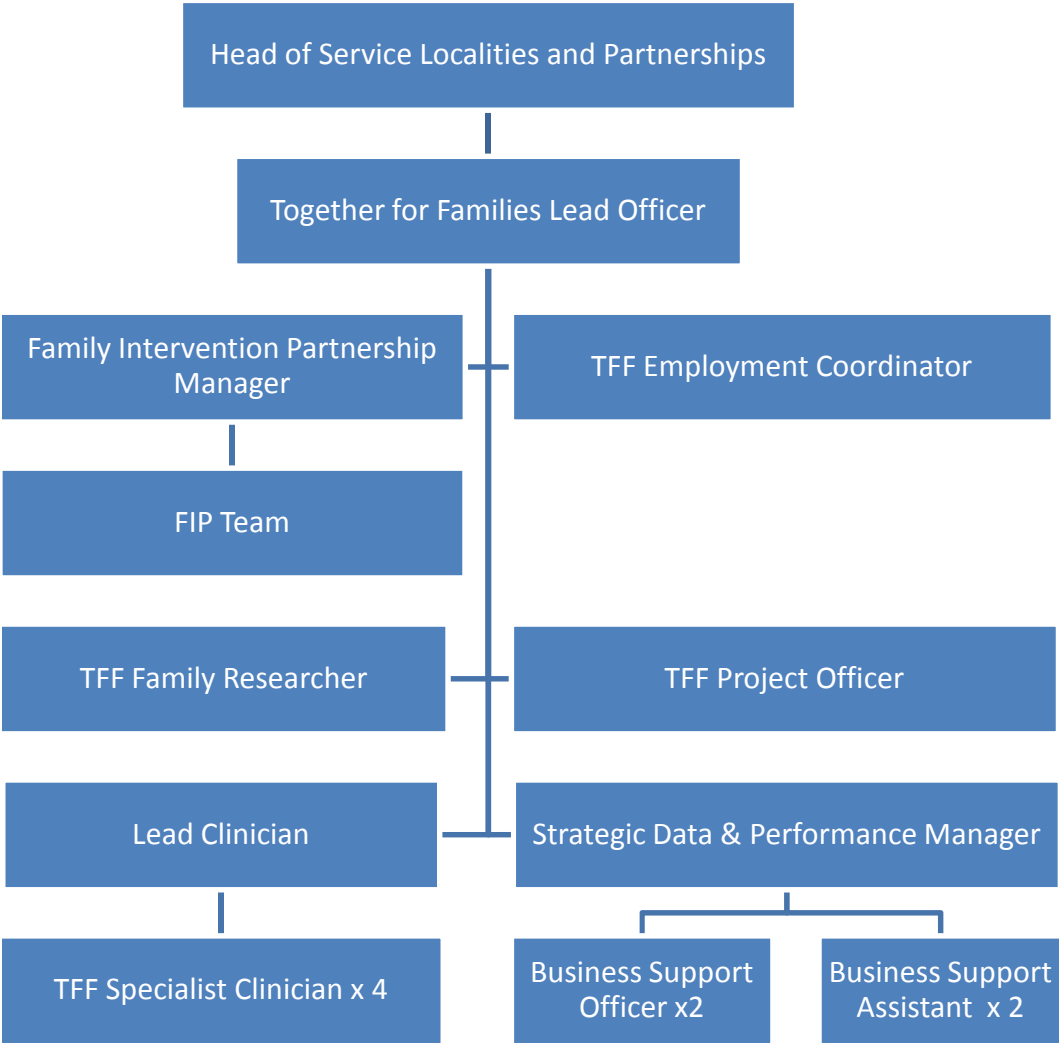 Head of Service Localities and Partnerships
Together for Families Lead Officer
Family Intervention Partnership
Manager
TFF Employment Coordinator
FIP Team
TFF Family Researcher
TFF Project Officer
Lead Clinician
Strategic Data & Performance Manager
TFF Specialist Clinician x 4
Business Support
Officer x2
Business Support
Assistant  x 2